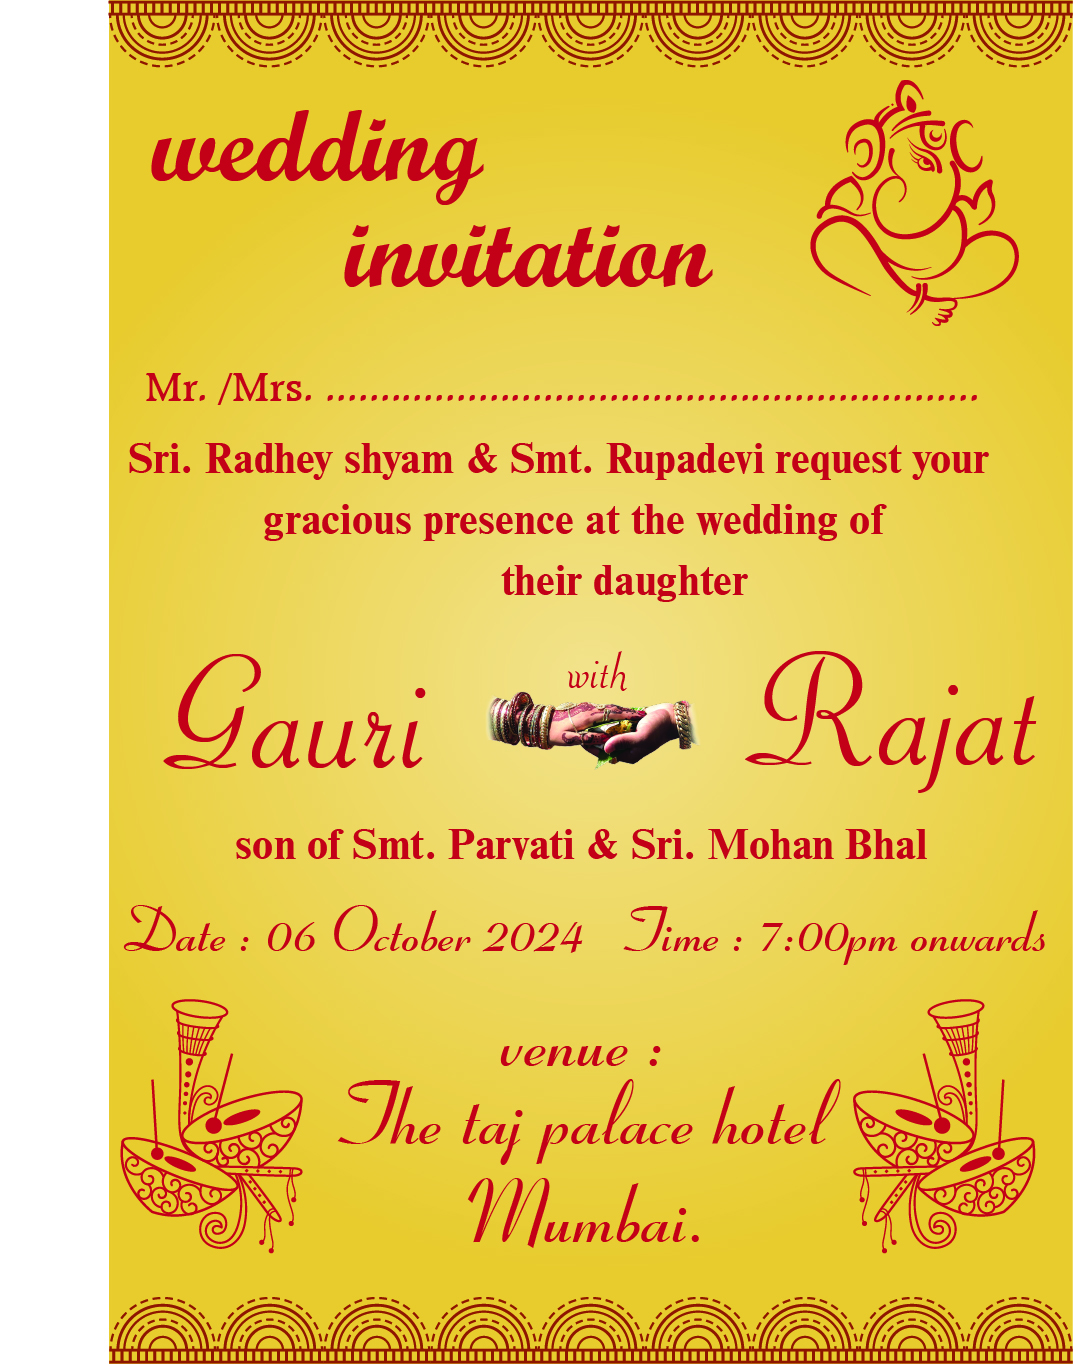 wedding
invitation
Mr. /Mrs. ............................................................
Sri. Radhey shyam & Smt. Rupadevi request your
gracious presence at the wedding of
their daughter
Gauri with Rajat
son of Smt. Parvati & Sri. Mohan Bhal
Date : 06 October 2024 Time : 7:00pm onwards
venue :
The taj palace hotel
Mumbai.